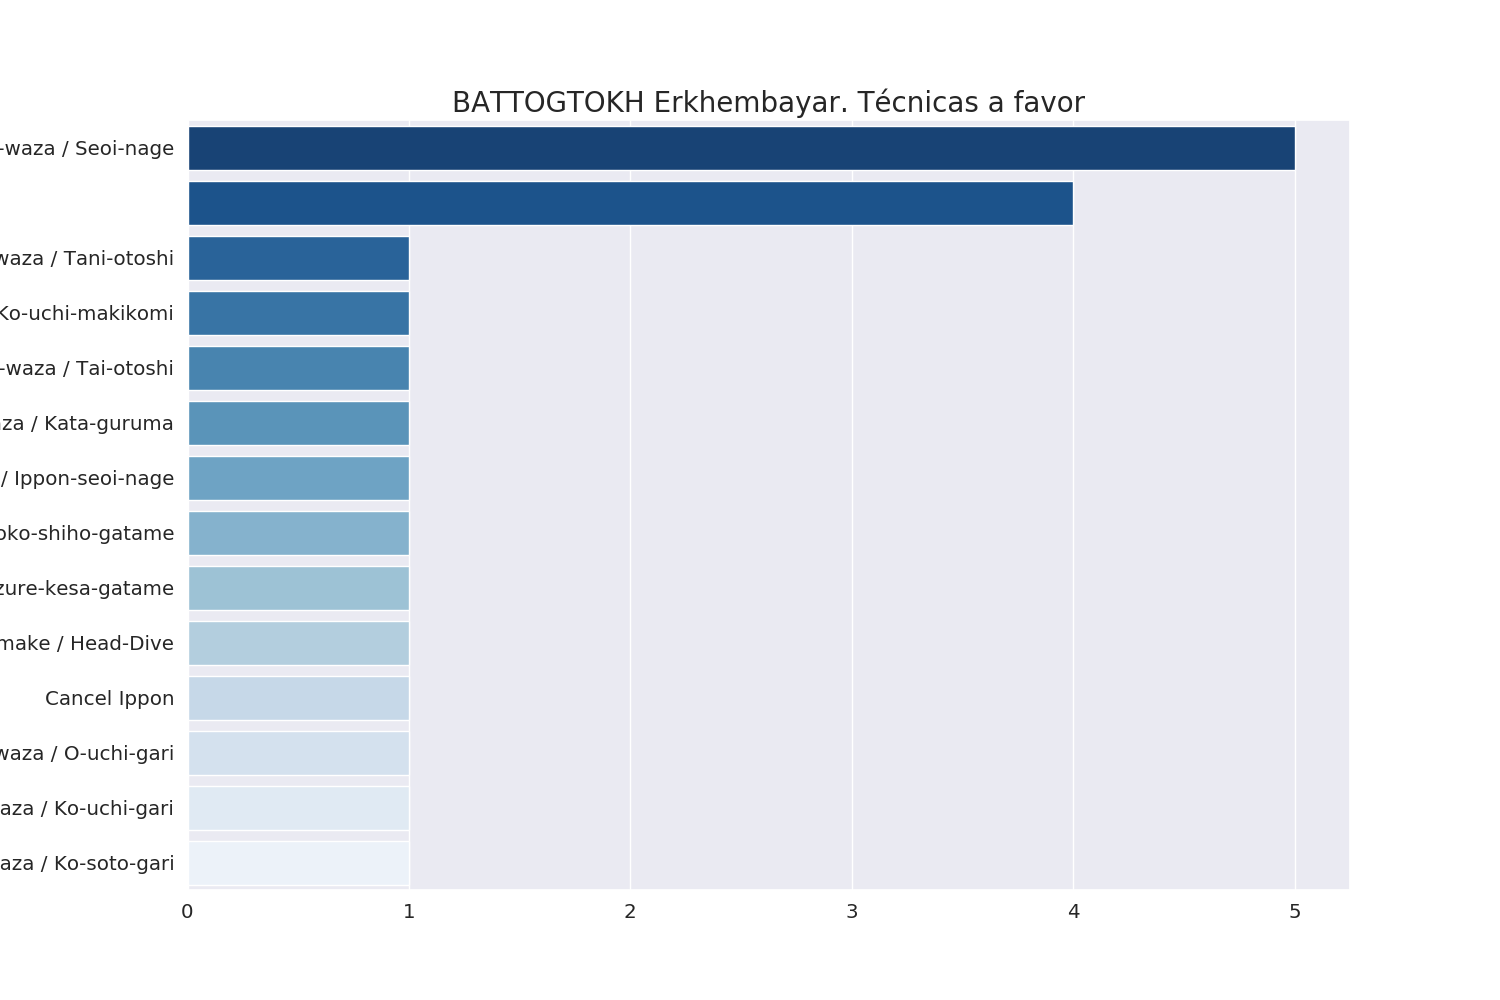 BATTOGTOKH Erkhembayar. Técnicas a favor
-waza / Seoi-nage
waza / Tani-otoshi
Ko-uchi-makikomi
-waza / Tai-otoshi
za / Kata-guruma
/ Ippon-seoi-nage
oko-shiho-gatame
zure-kesa-gatame
make / Head-Dive
Cancel Ippon
waza / O-uchi-gari
aza / Ko-uchi-gari
aza / Ko-soto-gari
0 1 2 3 4 5